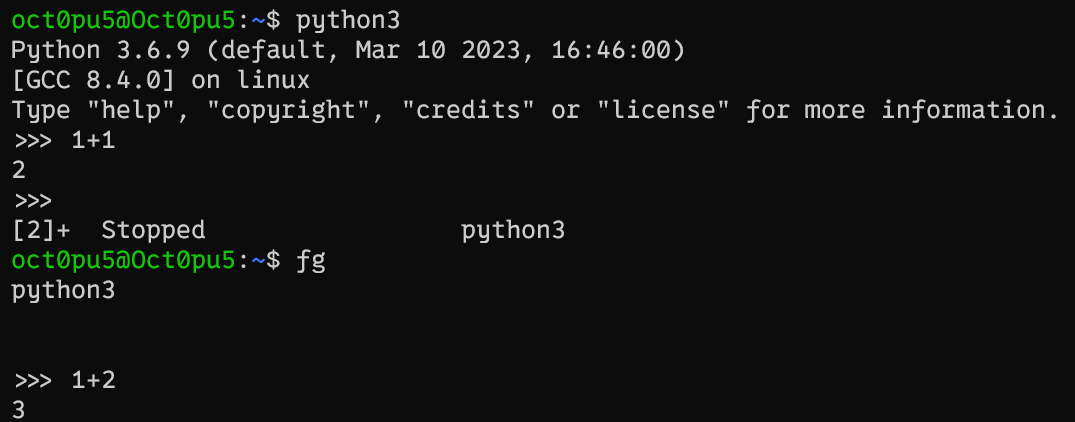 oct0pu5@Oct0pu5:~$ python3
Python 3.6.9 (default, Mar 10 2023, 16:46:00)
[GCC 8.4.0] on linux
Type "help", "copyright", "credits" or "license" for more information.
>>> 1+1
2
>>>
[2]+  Stopped                 python3
oct0pu5@Oct0pu5:~$ fg
python3
>>> 1+2
3